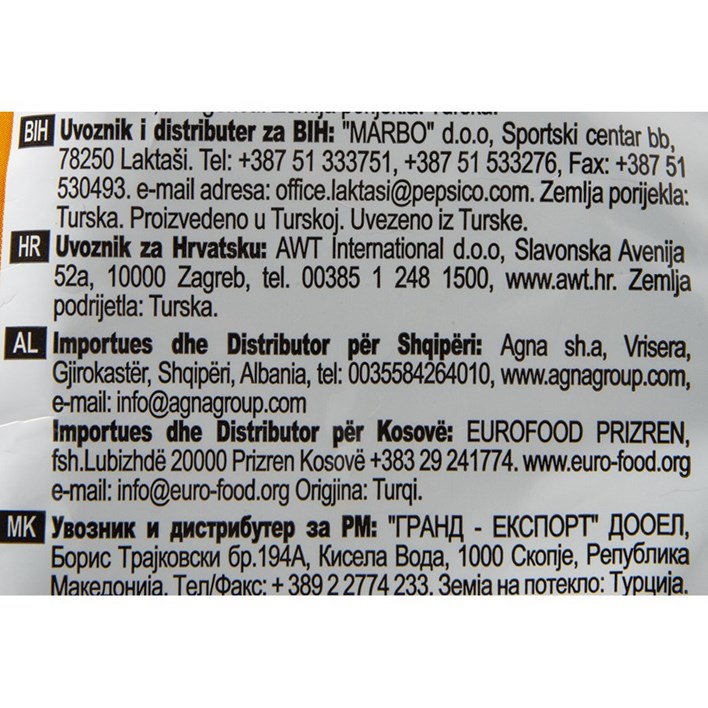 Zemlja porijekla: Turska.
BIH Uvoznik i distributer za BIH: "MARBO" d.o.o, Sportski centar bb,
78250 Laktaši. Tel: +387 51 333751, +387 51 533276, Fax: +387 51
530493. e-mail adresa: office.laktasi@pepsico.com. Zemlja porijekla:
Turska. Proizvedeno u Turskoj. Uvezeno iz Turske.
HR Uvoznik za Hrvatsku: AWT International d.o.o, Slavonska Avenija
52a, 10000 Zagreb, tel. 00385 1 248 1500, www.awt.hr. Zemlja
podrijetla: Turska.
AL Importues dhe Distributor për Shqipëri: Agna sh.a, Vrisera,
Gjirokastër, Shqipëri, Albania, tel: 0035584264010, www.agnagroup.com,
e-mail: info@agnagroup.com
Importues dhe Distributor për Kosovë: EUROFOOD PRIZREN,
fsh.Lubizhdë 20000 Prizren Kosovë +383 29 241774. www.euro-food.org
e-mail: info@euro-food.org Origjina: Turqi.
MK Увозник и дистрибутер за РМ: "ГРАНД - ЕКСПОРТ" ДООЕЛ,
Борис Трајковски бр.194А, Кисела Вода, 1000 Скопје, Република
Македонија. Тел/Факс: + 389 2 2774 233. Земја на потекло: Турција.